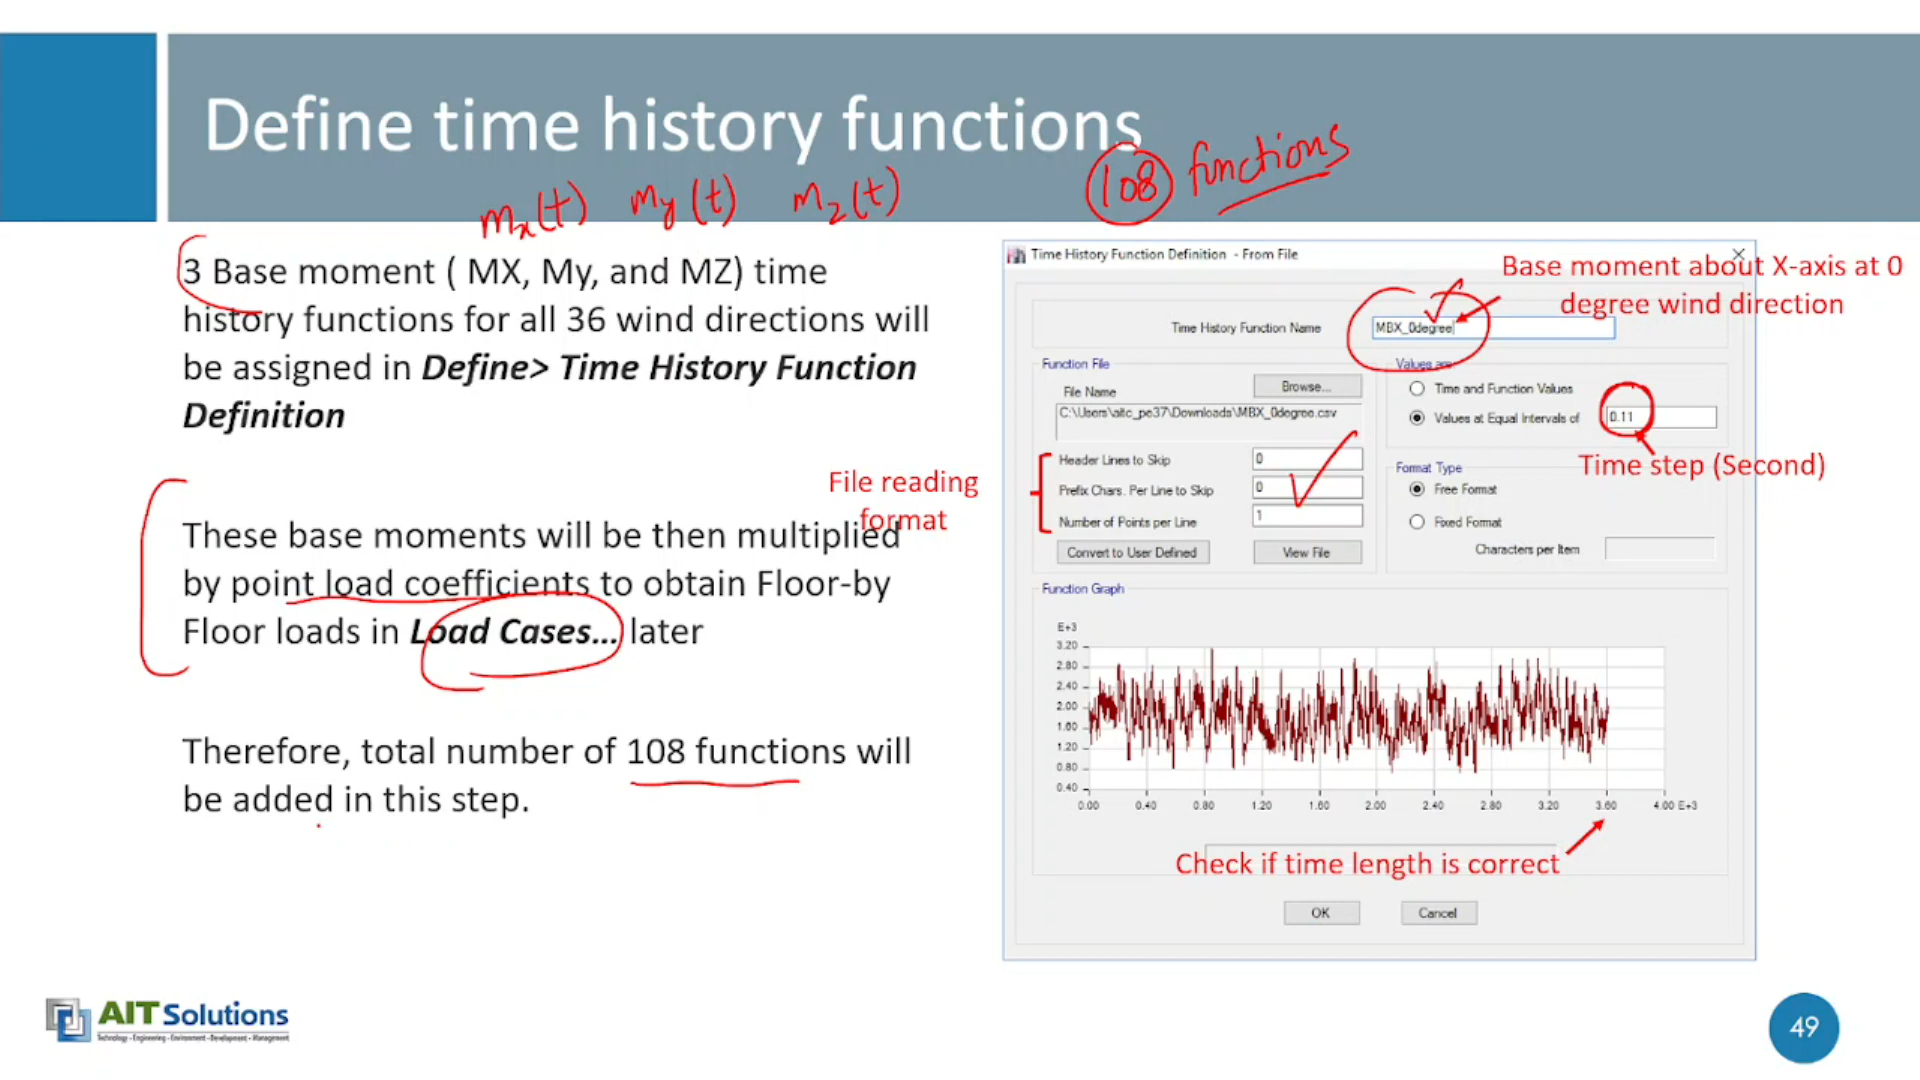 Define time history functions
108 functions
Mx(t) My(t) Mz(t)
3 Base moment ( MX, My, and MZ) time
history functions for all 36 wind directions will
be assigned in Define> Time History Function
Definition
These base moments will be then multiplied
by point load coefficients to obtain Floor-by
Floor loads in Load Cases... later
Therefore, total number of 108 functions will
be added in this step.
File reading
format
Time History Function Definition - From File
Base moment about X-axis at 0
degree wind direction
Time History Function Name
MBX_0degree
Function File
File Name
Browse...
C:\Users\aitc_pe37\Downloads\MBX_0degree.csv
Header Lines to Skip
0
Prefix Chars. Per Line to Skip
0
Number of Points per Line
1
Convert to User Defined
View File
Values are:
Time and Function Values
Values at Equal Intervals of
0.11
Time step (Second)
Format Type
Free Format
Fixed Format
Characters per Item
Function Graph
E+3
3.20
2.80
2.40
2.00
1.60
1.20
0.80
0.40
0.00 0.40 0.80 1.20 1.60 2.00 2.40 2.80 3.20 3.60 4.00 E+3
Check if time length is correct
OK
Cancel
AIT Solutions
Technology - Engineering - Environment - Development - Management
49